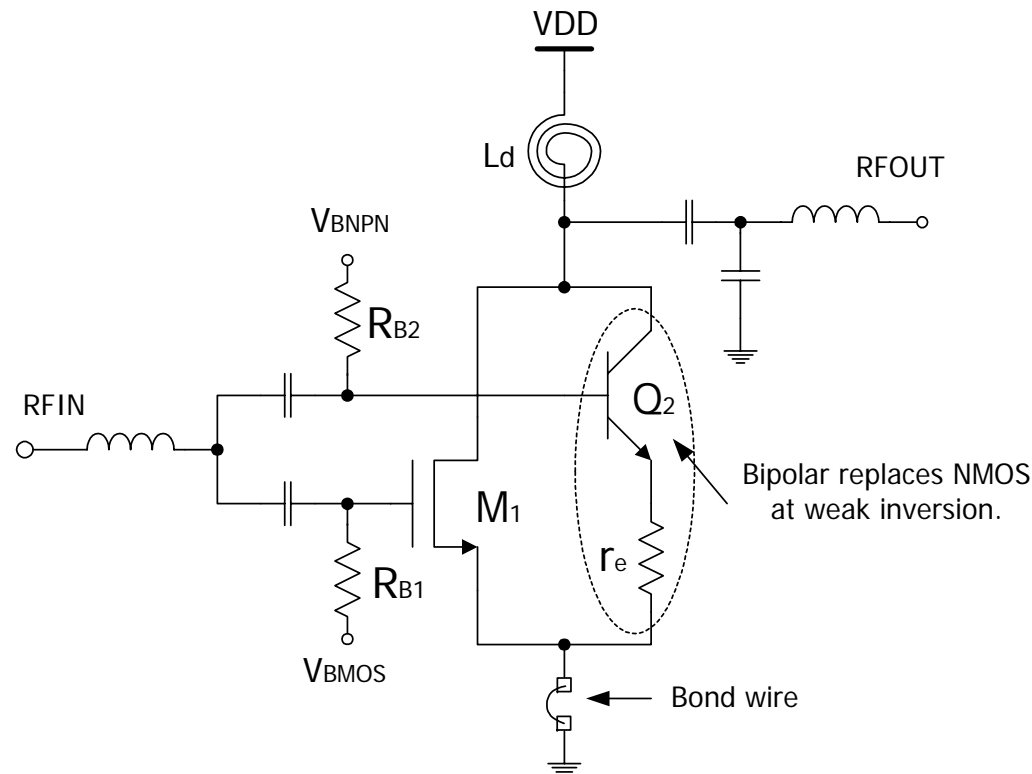 VDD
Ld
RFOUT
VBNPN
RB2
RFIN
Q2
Bipolar replaces NMOS
at weak inversion.
M1
re
RB1
VBMOS
Bond wire